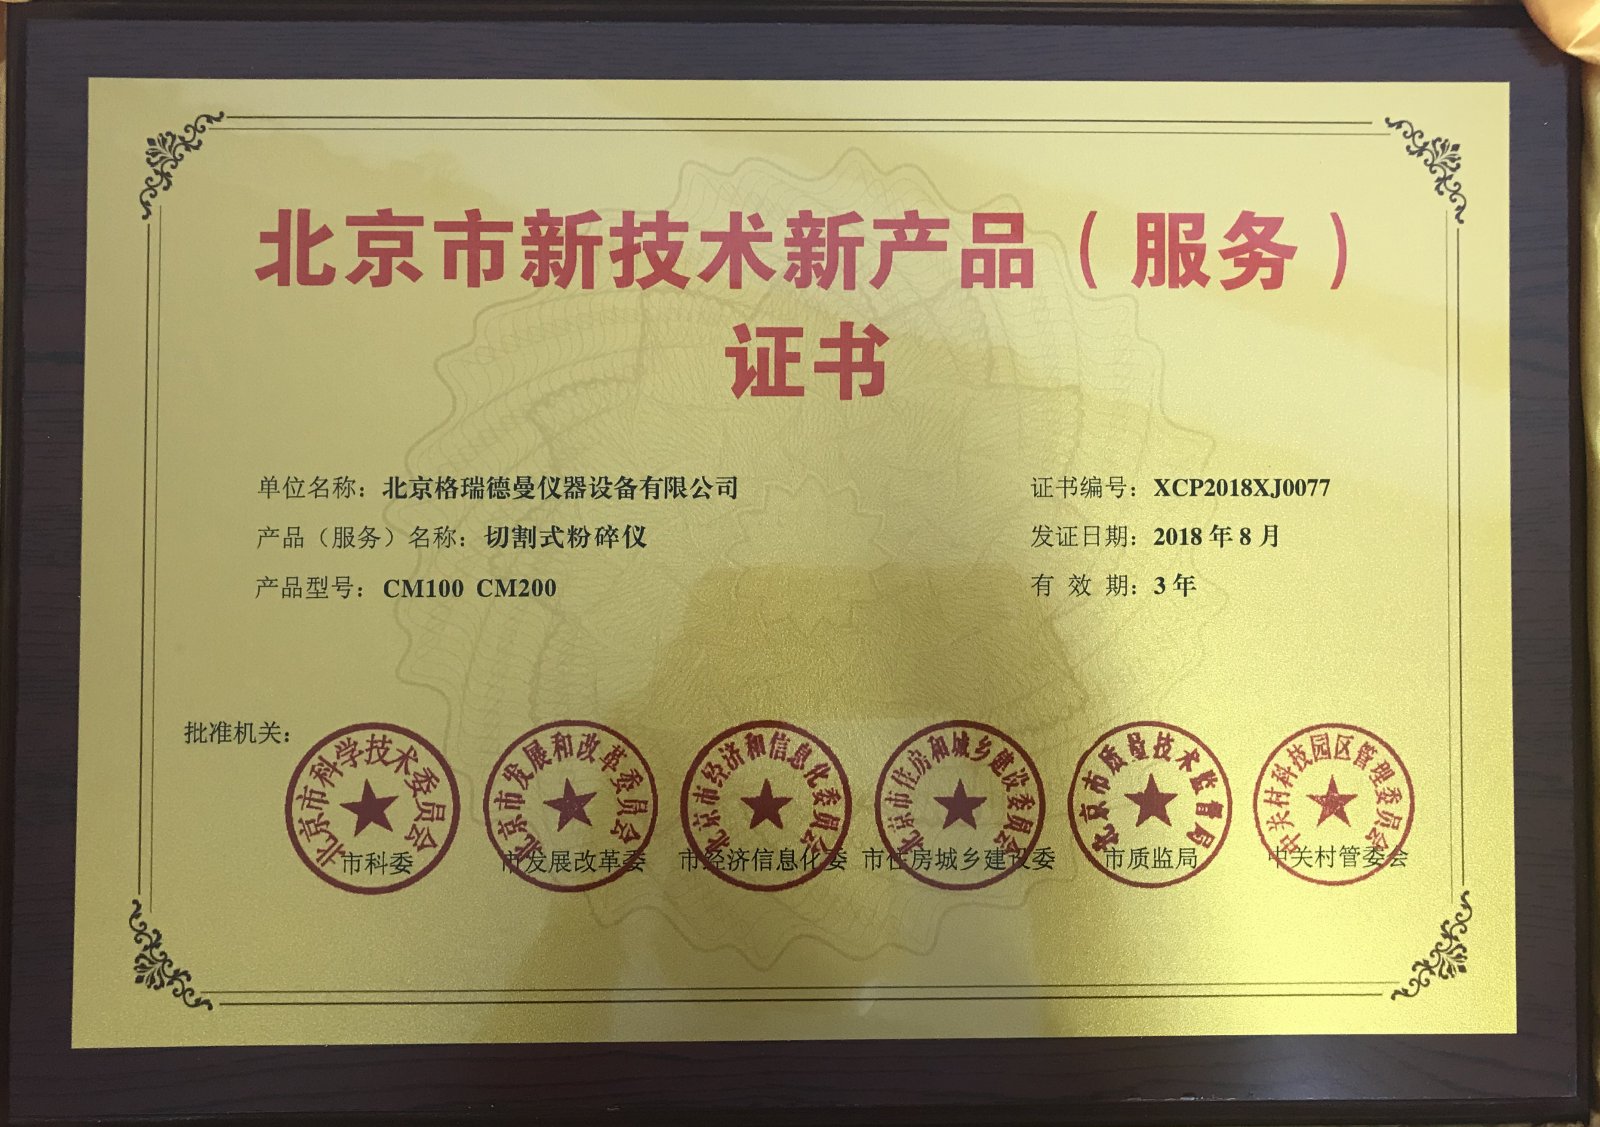 北京市新技术新产品（服务）
证书
单位名称：北京格瑞德曼仪器设备有限公司
产品（服务）名称：切割式粉碎仪
产品型号：CM100 CM200
证书编号：XCP2018XJ0077
发证日期：2018年8月
有 效 期：3年
批准机关：
北京市科学技术委员会
北京市发展和改革委员会
北京市经济和信息化委员会
北京市住房和城乡建设委员会
北京市质量技术监督局
中关村科技园区管理委员会
市科委
市发展改革委
市经济信息化委
市住房城乡建设委
市质监局
中关村管委会